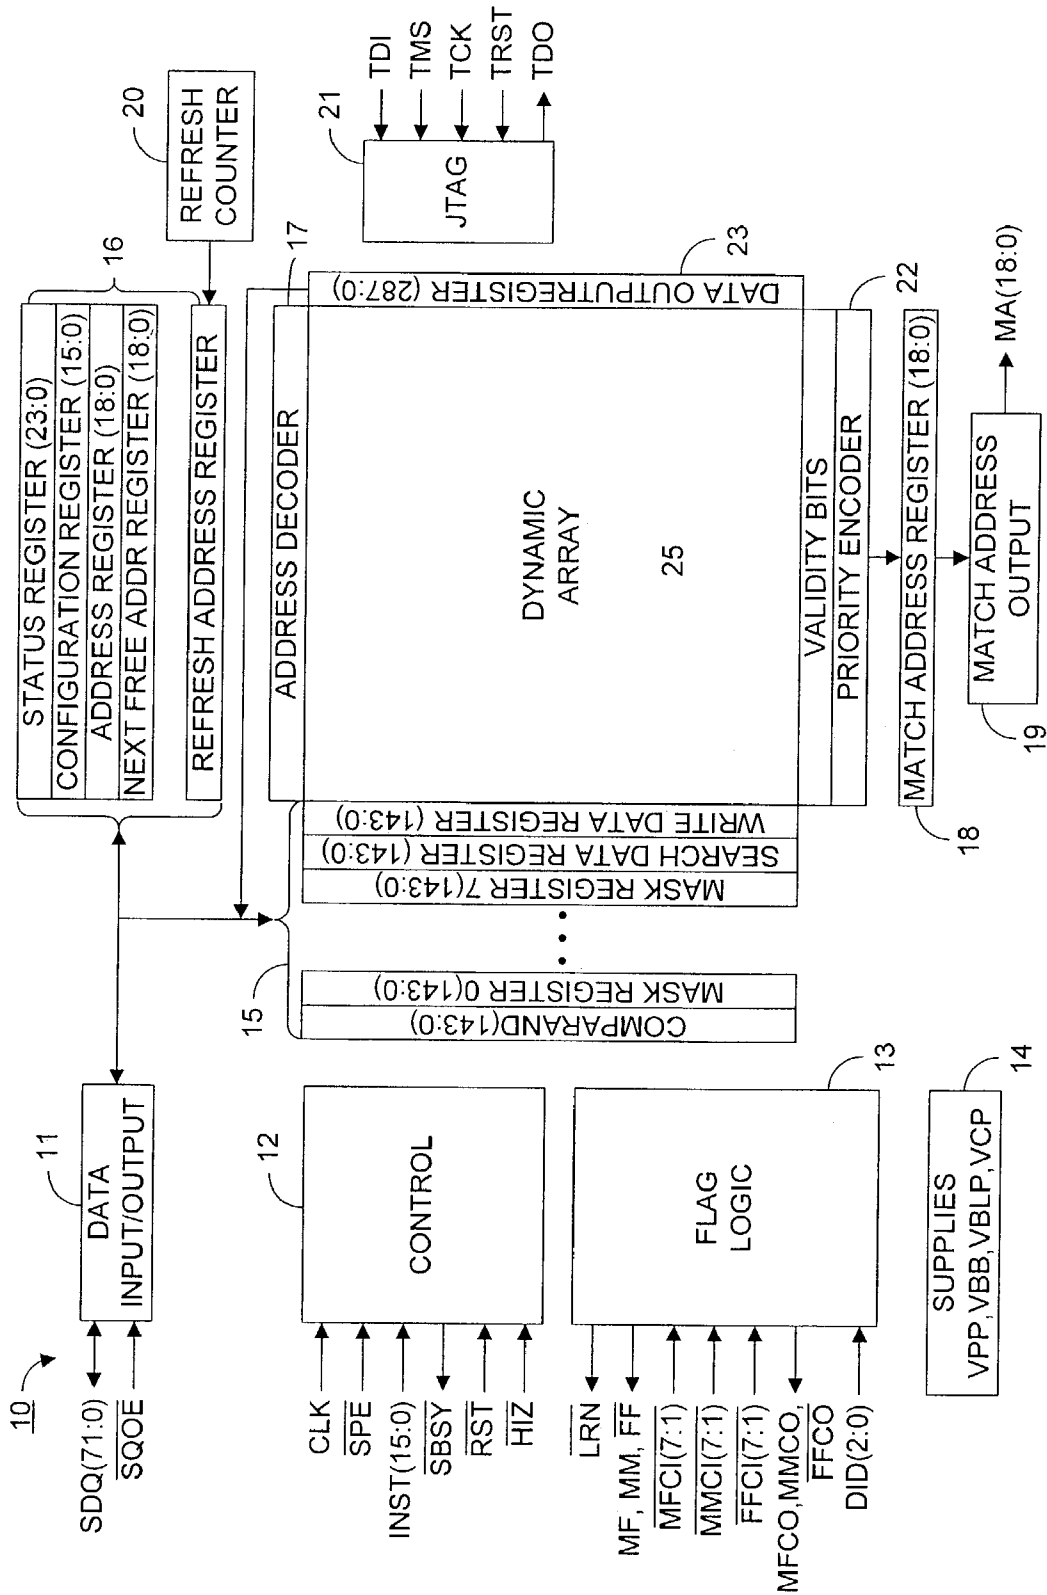 10
SDQ(71:0)
SQOE
11
DATA
INPUT/OUTPUT
STATUS REGISTER (23:0)
CONFIGURATION REGISTER (15:0)
ADDRESS REGISTER (18:0)
NEXT FREE ADDR REGISTER (18:0)
REFRESH ADDRESS REGISTER
16
20
REFRESH
COUNTER
12
CLK
SPE
INST(15:0)
SBSY
RST
HIZ
CONTROL
15
COMPARAND(143:0)
MASK REGISTER 0(143:0)
MASK REGISTER 7(143:0)
SEARCH DATA REGISTER (143:0)
WRITE DATA REGISTER (143:0)
17
ADDRESS DECODER
DYNAMIC
ARRAY
25
DATA OUTPUTREGISTER (287:0)
23
VALIDITY BITS
PRIORITY ENCODER
22
21
JTAG
TDI
TMS
TCK
TRST
TDO
LRN
MF, MM, FF
MFCI(7:1)
MMCI(7:1)
FFCI(7:1)
MFCO,MMCO,
FFCO
DID(2:0)
FLAG
LOGIC
13
SUPPLIES
VPP,VBB,VBLP,VCP
14
MATCH ADDRESS REGISTER (18:0)
18
MATCH ADDRESS
OUTPUT
19
MA(18:0)